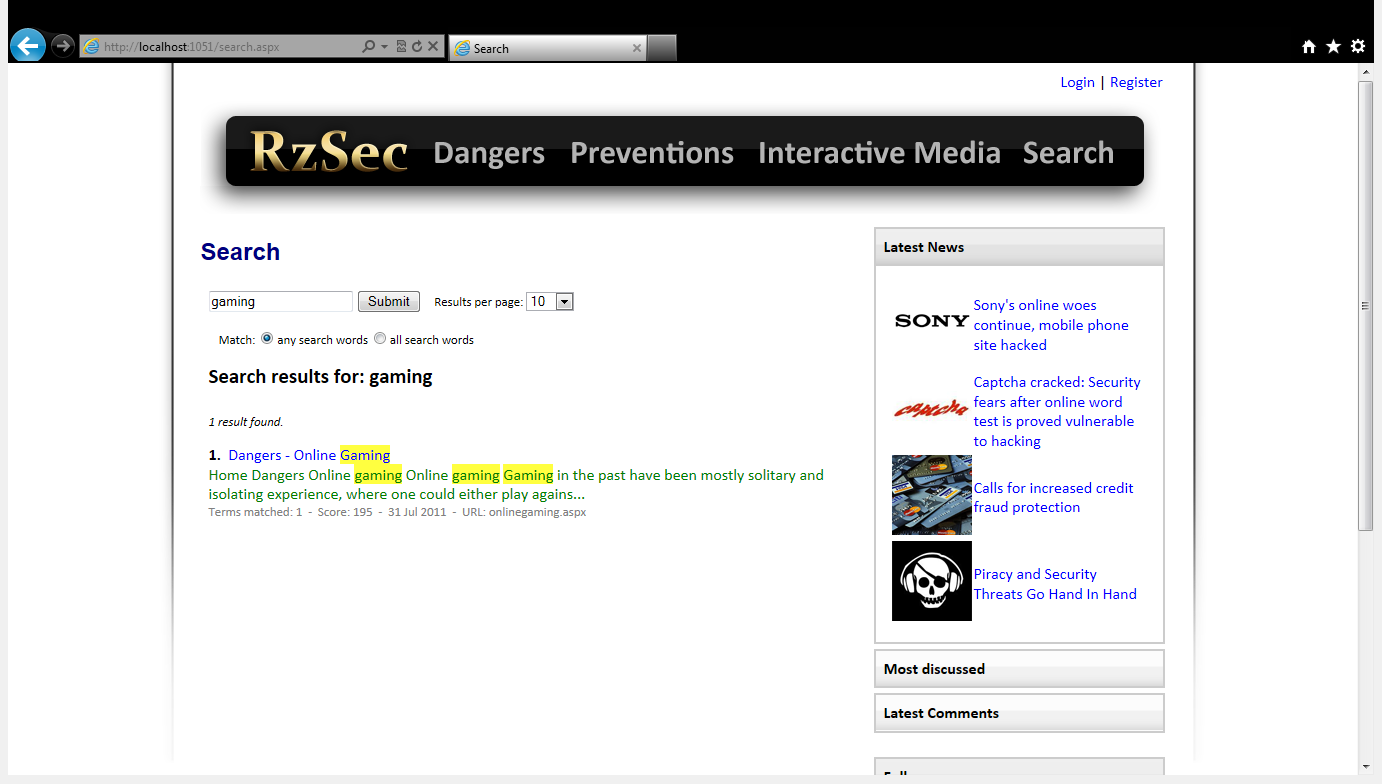 http://localhost:1051/search.aspx
Search
Login | Register
RzSec Dangers Preventions Interactive Media Search
Search
gaming Submit Results per page: 10
Match: any search words all search words
Search results for: gaming
1 result found.
1. Dangers - Online Gaming
Home Dangers Online gaming Online gaming Gaming in the past have been mostly solitary and
isolating experience, where one could either play agains...
Terms matched: 1 - Score: 195 - 31 Jul 2011 - URL: onlinegaming.aspx
Latest News
SONY
Sony's online woes
continue, mobile phone
site hacked
captcha
Captcha cracked: Security
fears after online word
test is proved vulnerable
to hacking
Calls for increased credit
fraud protection
Piracy and Security
Threats Go Hand In Hand
Most discussed
Latest Comments